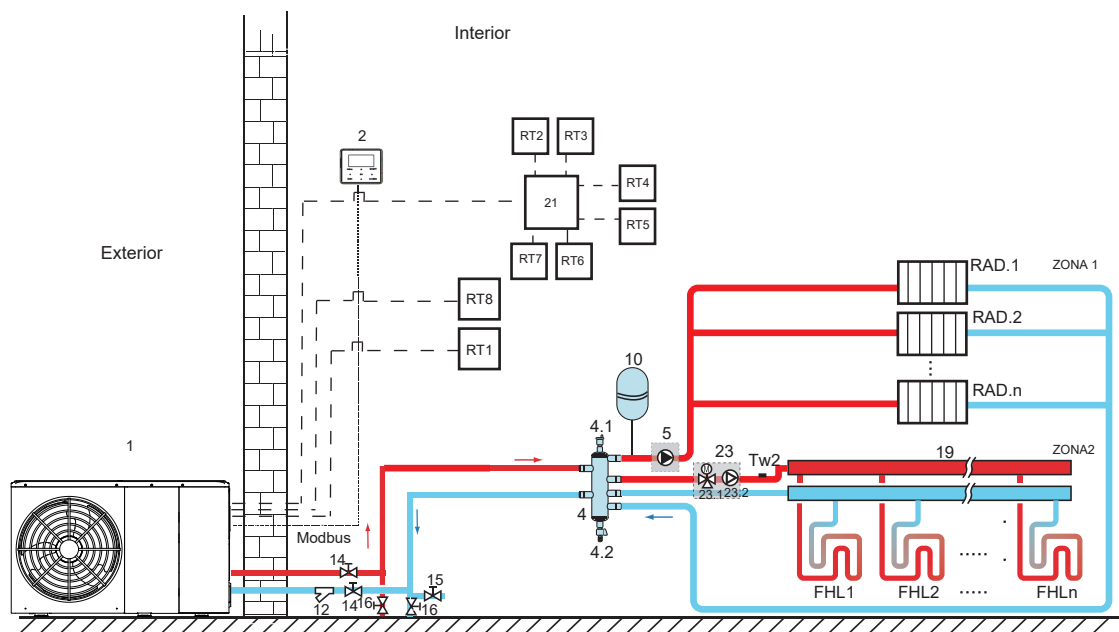 Interior
2
RT2
RT3
RT4
21
RT5
RT7
RT6
Exterior
RT8
RT1
RAD.1
ZONA 1
RAD.2
RAD.n
10
4.1
5
23
Tw2
19
ZONA2
M
23.1
23.2
4
4.2
1
Modbus
14
15
12
14
16
16
FHL1
FHL2
FHLn